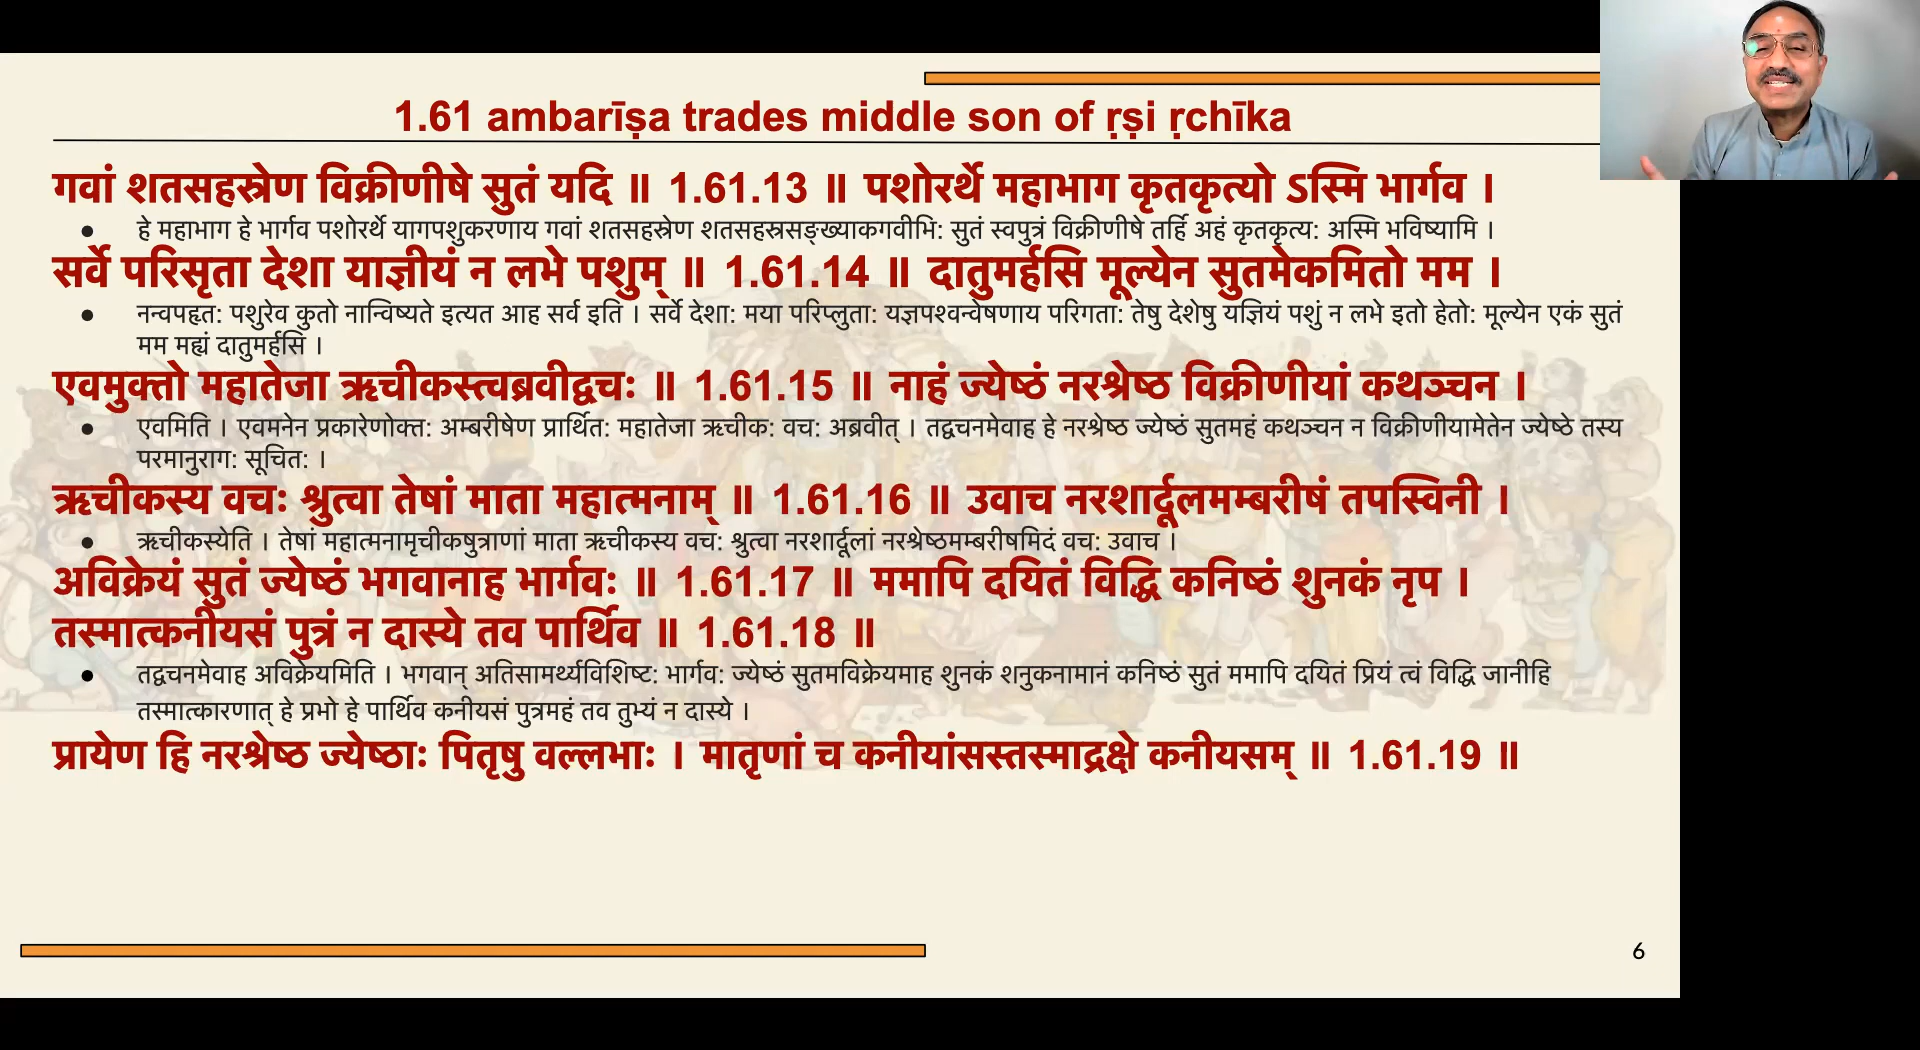 1.61 ambarīṣa trades middle son of ṛṣi ṛchīka
गवां शतसहस्रेण विक्रीणीषे सुतं यदि ॥ 1.61.13 ॥ पशोरर्थे महाभाग कृतकृत्यो ऽस्मि भार्गव ।
● हे महाभाग हे भार्गव पशोरर्थे यागपशुकरणाय गवां शतसहस्रेण शतसहस्रसङ्ख्याकगवीभि: सुतं स्वपुत्रं विक्रीणीषे तर्हि अहं कृतकृत्य: अस्मि भविष्यामि ।
सर्वे परिसृता देशा याज्ञीयं न लभे पशुम् ॥ 1.61.14 ॥ दातुमर्हसि मूल्येन सुतमेकमितो मम ।
● नन्वपहृत: पशुरेव कुतो नान्विष्यते इत्यत आह सर्व इति । सर्वे देशा: मया परिप्लुता: यज्ञपश्वन्वेषणाय परिगता: तेषु देशेषु यज्ञियं पशुं न लभे इतो हेतो: मूल्येन एकं सुतं
मम मह्यं दातुमर्हसि ।
एवमुक्तो महातेजा ऋचीकस्त्वब्रवीद्वचः ॥ 1.61.15 ॥ नाहं ज्येष्ठं नरश्रेष्ठ विक्रीणीयां कथञ्चन ।
● एवमिति । एवमनेन प्रकारेणोक्त: अम्बरीषेण प्रार्थित: महातेजा ऋचीक: वच: अब्रवीत् । तद्वचनमेवाह हे नरश्रेष्ठ ज्येष्ठं सुतमहं कथञ्चन न विक्रीणीयामेतेन ज्येष्ठे तस्य
परमानुराग: सूचित: ।
ऋचीकस्य वचः श्रुत्वा तेषां माता महात्मनाम् ॥ 1.61.16 ॥ उवाच नरशार्दूलमम्बरीषं तपस्विनी ।
● ऋचीकस्येति । तेषां महात्मनामृचीकषुत्राणां माता ऋचीकस्य वच: श्रुत्वा नरशार्दूलां नरश्रेष्ठमम्बरीषमिदं वच: उवाच ।
अविक्रेयं सुतं ज्येष्ठं भगवानाह भार्गवः ॥ 1.61.17 ॥ ममापि दयितं विद्धि कनिष्ठं शुनकं नृप ।
तस्मात्कनीयसं पुत्रं न दास्ये तव पार्थिव ॥ 1.61.18 ॥
● तद्वचनमेवाह अविक्रेयमिति । भगवान् अतिसामर्थ्यविशिष्ट: भार्गव: ज्येष्ठं सुतमविक्रेयमाह शुनकं शनुकनामानं कनिष्ठं सुतं ममापि दयितं प्रियं त्वं विद्धि जानीहि
तस्मात्कारणात् हे प्रभो हे पार्थिव कनीयसं पुत्रमहं तव तुभ्यं न दास्ये ।
प्रायेण हि नरश्रेष्ठ ज्येष्ठाः पितृषु वल्लभाः । मातॄणां च कनीयांसस्तस्माद्रक्षे कनीयसम् ॥ 1.61.19 ॥
6